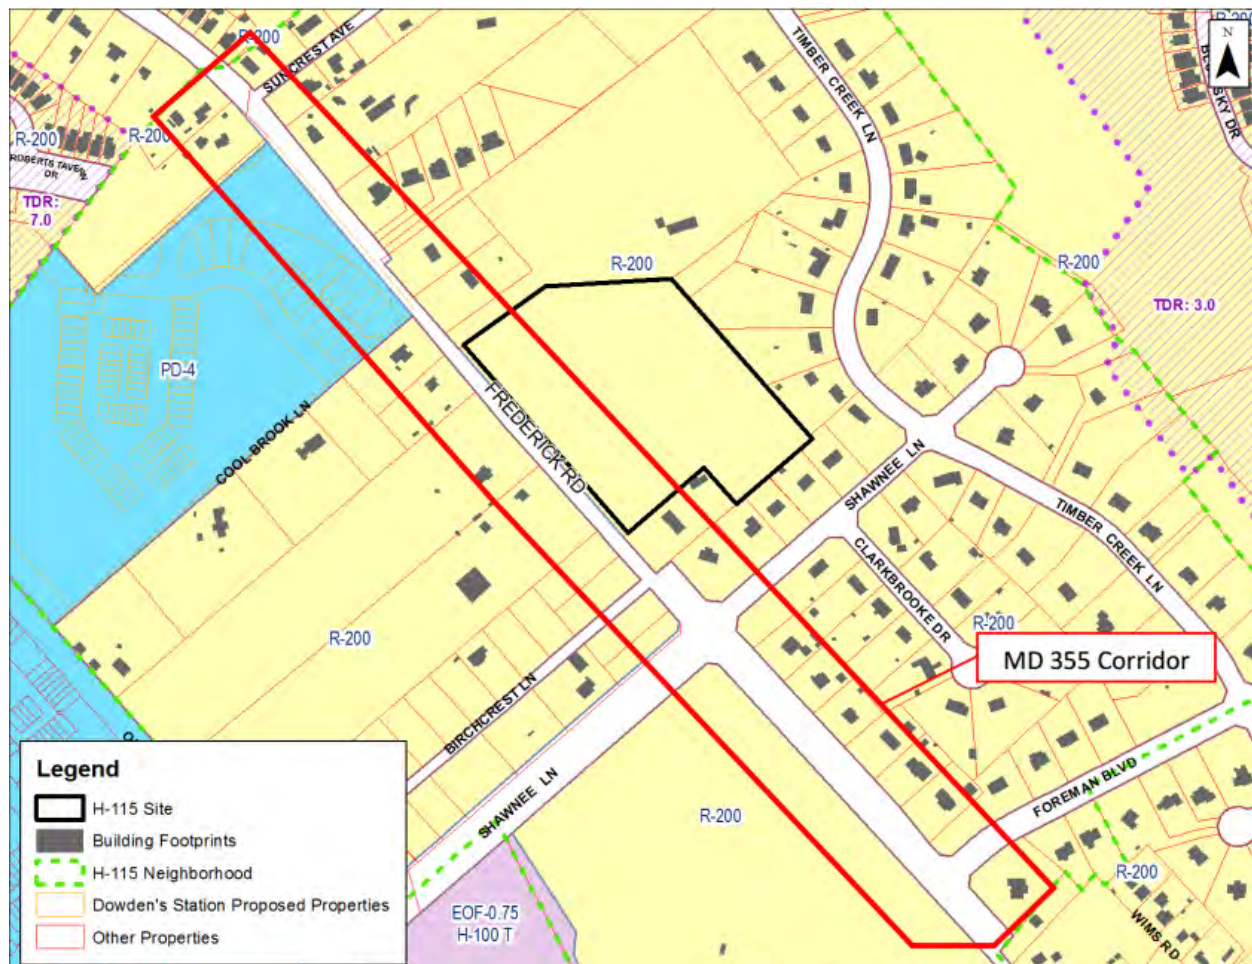 R-200
R-200
N
SUNCREST AVE
TIMBER CREEK LN
SKY DR
R-200
R-200
ROBERTS TAVERN
DR
TDR:
7.0
R-200
R-200
TDR: 3.0
PD-4
FREDERICK RD
COOL BROOK LN
SHAWNEE LN
TIMBER CREEK LN
CLARKBROOKE DR
R-200
R-200
MD 355 Corridor
BIRCHCREST LN
SHAWNEE LN
FOREMAN BLVD
R-200
R-200
WIMS RD
EOF-0.75
H-100 T
Legend
H-115 Site
Building Footprints
H-115 Neighborhood
Dowden's Station Proposed Properties
Other Properties